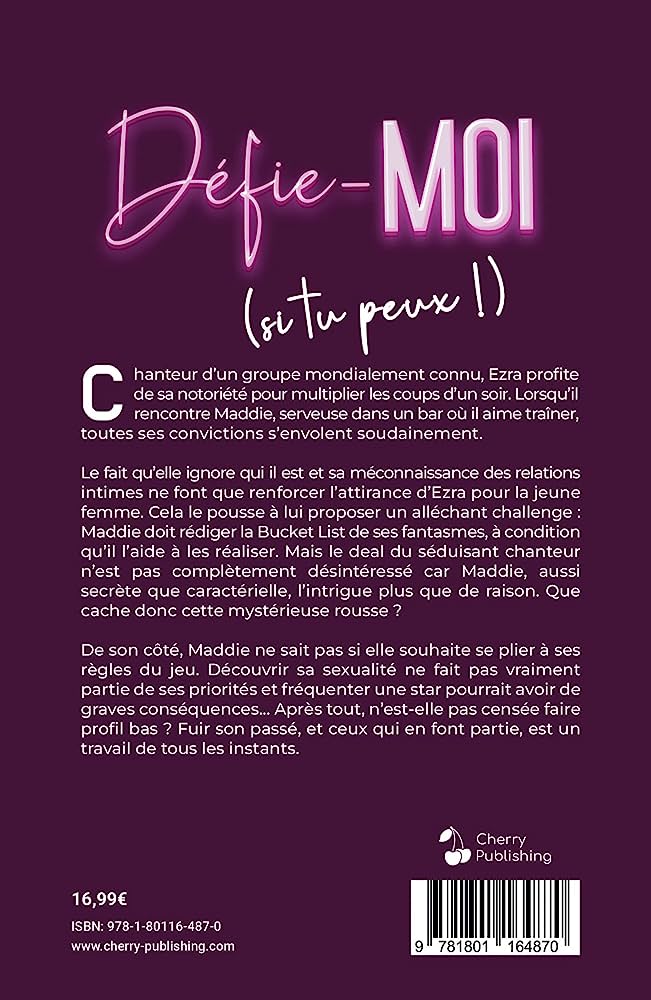 Défie-MOI
(si tu peux !)
Chanteur d'un groupe mondialement connu, Ezra profite
de sa notoriété pour multiplier les coups d'un soir. Lorsqu'il
rencontre Maddie, serveuse dans un bar où il aime traîner,
toutes ses convictions s'envolent soudainement.
Le fait qu'elle ignore qui il est et sa méconnaissance des relations
intimes ne font que renforcer l'attirance d'Ezra pour la jeune
femme. Cela le pousse à lui proposer un alléchant challenge :
Maddie doit rédiger la Bucket List de ses fantasmes, à condition
qu'il l'aide à les réaliser. Mais le deal du séduisant chanteur
n'est pas complètement désintéressé car Maddie, aussi
secrète que caractérielle, l'intrigue plus que de raison. Que
cache donc cette mystérieuse rousse ?
De son côté, Maddie ne sait pas si elle souhaite se plier à ses
règles du jeu. Découvrir sa sexualité ne fait pas vraiment
partie de ses priorités et fréquenter une star pourrait avoir de
graves conséquences... Après tout, n'est-elle pas censée faire
profil bas ? Fuir son passé, et ceux qui en font partie, est un
travail de tous les instants.
Cherry
Publishing
16,99€
ISBN: 978-1-80116-487-0
www.cherry-publishing.com
9 781801 164870